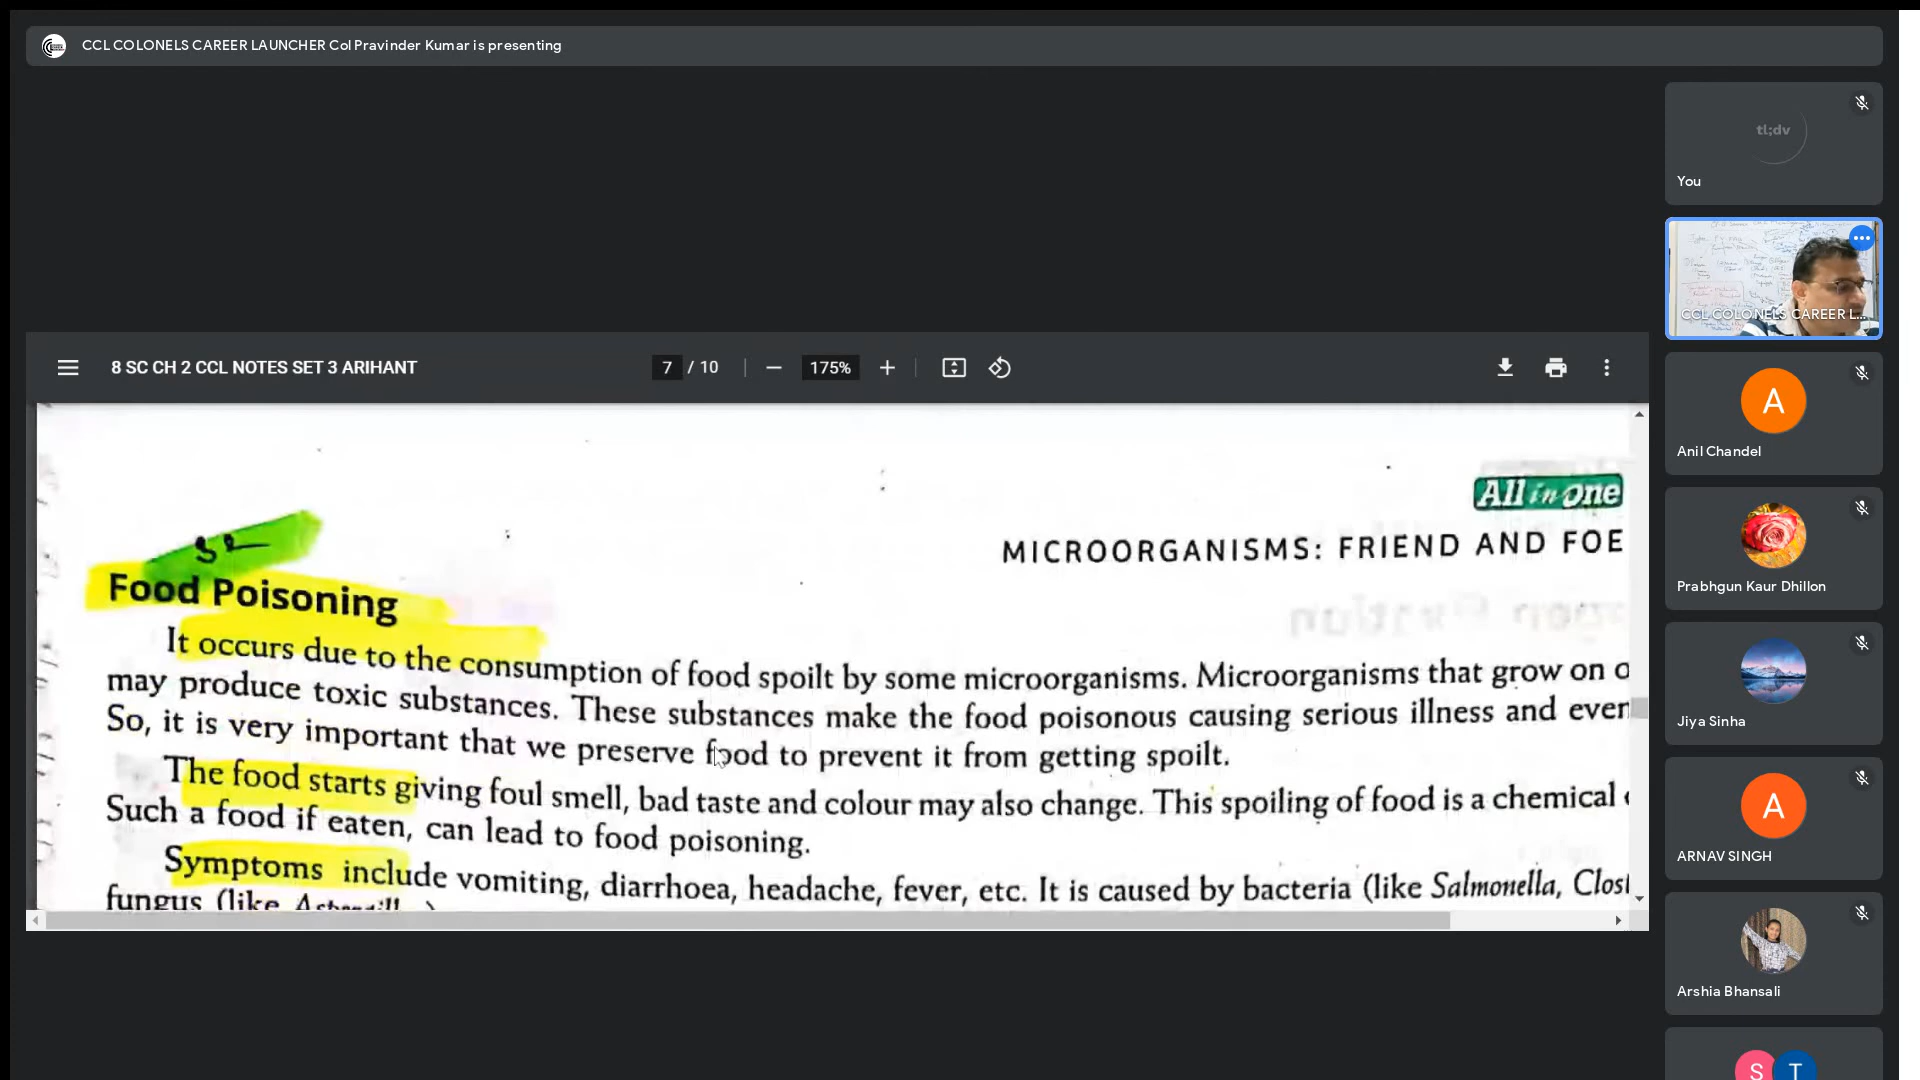 CCL COLONELS CAREER LAUNCHER Col Pravinder Kumar is presenting
tl;dv
You
CCL COLONELS CAREER L...
A
Anil Chandel
Prabhgun Kaur Dhillon
Jiya Sinha
A
ARNAV SINGH
Arshia Bhansali
S T
8 SC CH 2 CCL NOTES SET 3 ARIHANT 7 / 10 175%
All in one
MICROORGANISMS: FRIEND AND FOE
Food Poisoning
It occurs due to the consumption of food spoilt by some microorganisms. Microorganisms that grow on o
may produce toxic substances. These substances make the food poisonous causing serious illness and even
So, it is very important that we preserve food to prevent it from getting spoilt.
The food starts giving foul smell, bad taste and colour may also change. This spoiling of food is a chemical
Such a food if eaten, can lead to food poisoning.
Symptoms include vomiting, diarrhoea, headache, fever, etc. It is caused by bacteria (like Salmonella, Clost
fungus (like